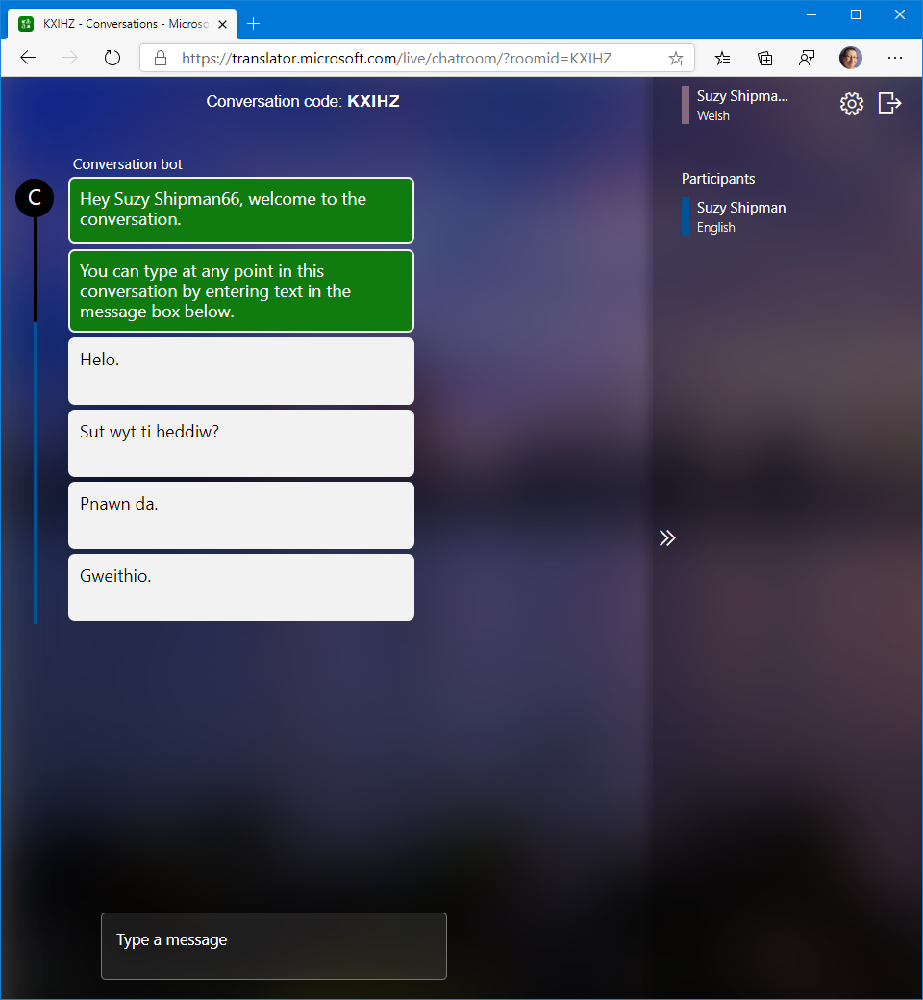 KXIHZ - Conversations - Microso
https://translator.microsoft.com/live/chatroom/?roomid=KXIHZ
Conversation code: KXIHZ
Suzy Shipma...
Welsh
Participants
Suzy Shipman
English
Conversation bot
C
Hey Suzy Shipman66, welcome to the
conversation.
You can type at any point in this
conversation by entering text in the
message box below.
Helo.
Sut wyt ti heddiw?
Pnawn da.
Gweithio.
Type a message